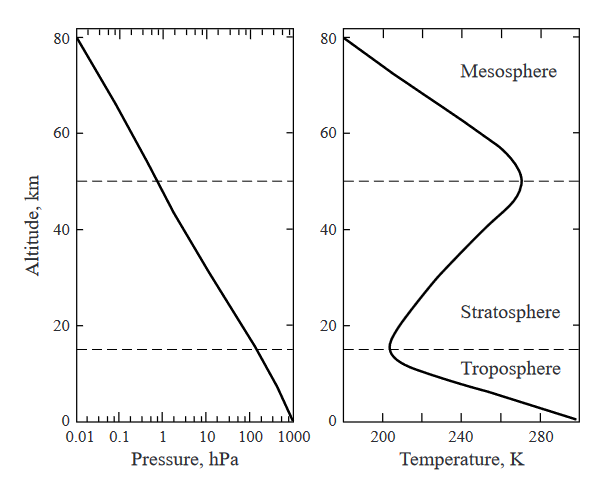 Altitude, km
80
60
40
20
0
0.01 0.1 1 10 100 1000
Pressure, hPa
80
60
40
20
0
Mesosphere
Stratosphere
Troposphere
200 240 280
Temperature, K